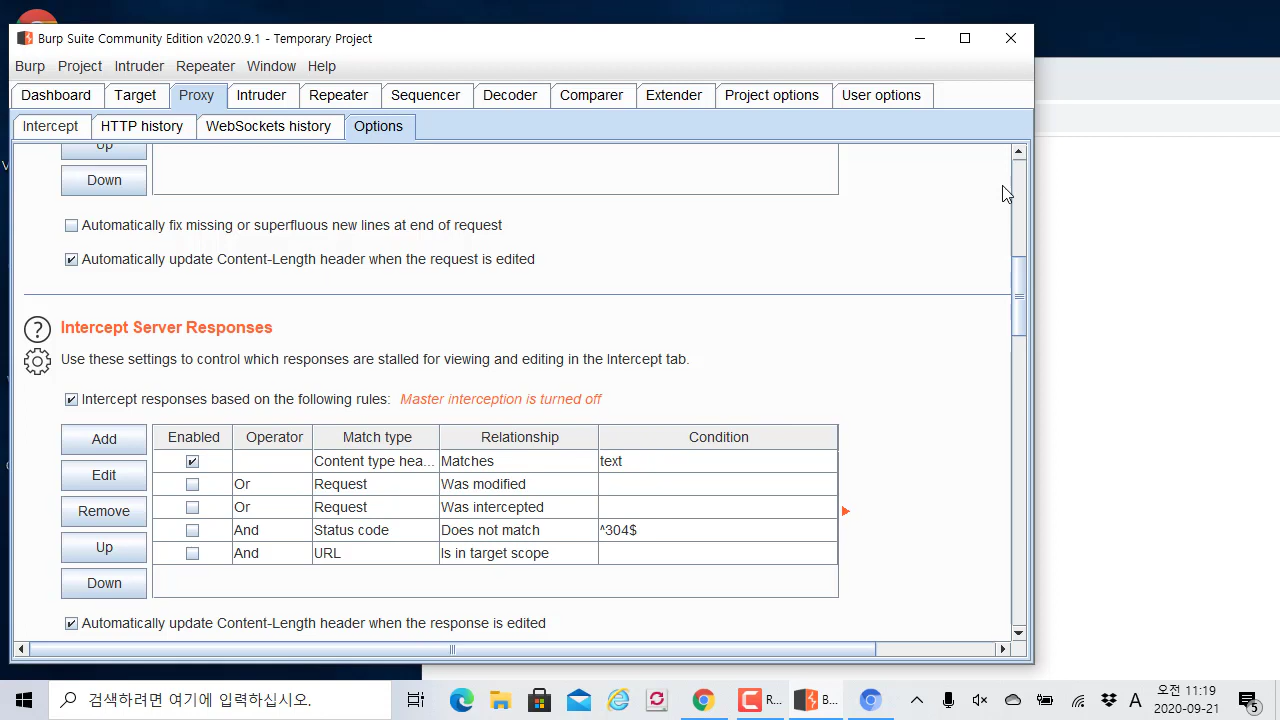 Burp Suite Community Edition v2020.9.1 - Temporary Project
Burp Project Intruder Repeater Window Help
Dashboard Target Proxy Intruder Repeater Sequencer Decoder Comparer Extender Project options User options
Intercept HTTP history WebSockets history Options
Up
Down
Automatically fix missing or superfluous new lines at end of request
Automatically update Content-Length header when the request is edited
? Intercept Server Responses
Use these settings to control which responses are stalled for viewing and editing in the Intercept tab.
Intercept responses based on the following rules: Master interception is turned off
Add Enabled Operator Match type Relationship Condition
Content type hea... Matches text
Edit Or Request Was modified
Remove Or Request Was intercepted
And Status code Does not match ^304$
Up And URL Is in target scope
Down
Automatically update Content-Length header when the response is edited
검색하려면 여기에 입력하십시오. R... B... A 오전 11:19
2020-09-21 5